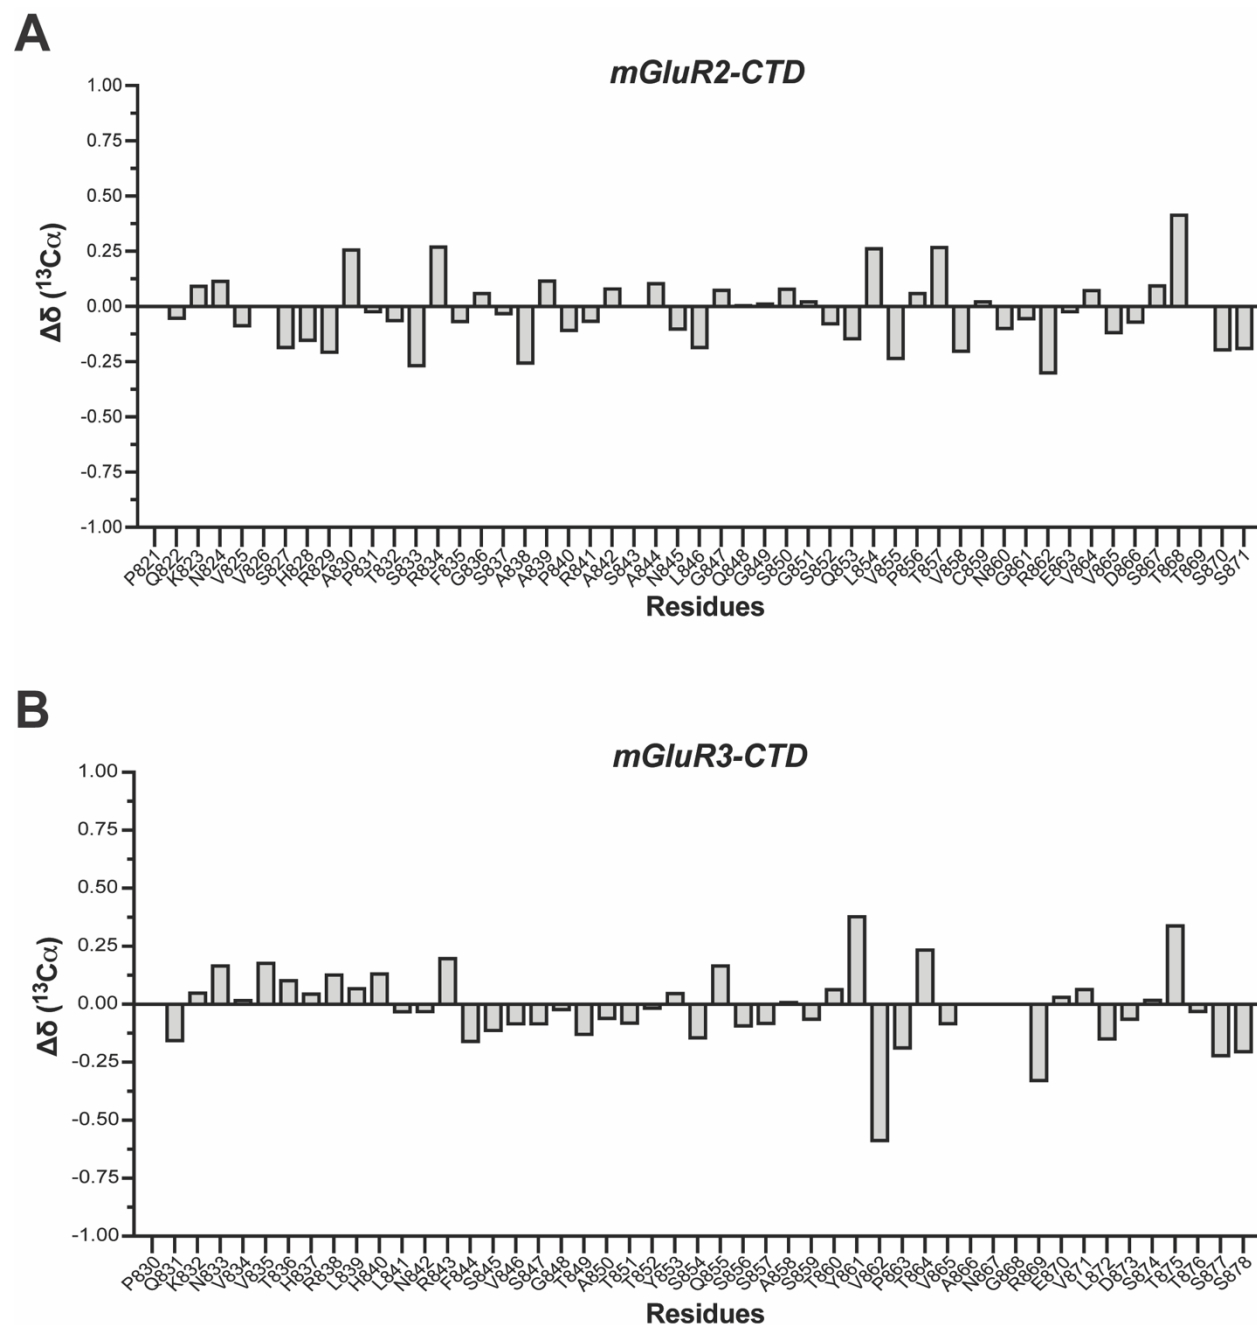 A
mGluR2-CTD
1.00
0.75
0.50
0.25
0.00
-0.25
-0.50
-0.75
-1.00
Δδ (¹³Cα)
P821 Q822 K823 N824 V825 V826 S827 H828 R829 A830 P831 T832 S833 R834 F835 G836 S837 A838 A839 P840 R841 A842 S843 A844 N845 L846 G847 Q848 G849 S850 G851 S852 Q853 L854 V855 P856 T857 V858 C859 N860 G861 R862 E863 V864 V865 D866 S867 T868 T869 S870 S871
Residues
B
mGluR3-CTD
1.00
0.75
0.50
0.25
0.00
-0.25
-0.50
-0.75
-1.00
Δδ (¹³Cα)
P830 Q831 K832 N833 V834 V835 T836 H837 R838 L839 H840 L841 N842 R843 F844 S845 V846 S847 G848 T849 A850 T851 T852 Y853 S854 Q855 S856 S857 A858 S859 T860 Y861 V862 P863 T864 V865 A866 N867 G868 R869 E870 V871 L872 D873 S874 T875 T876 S877 S878
Residues